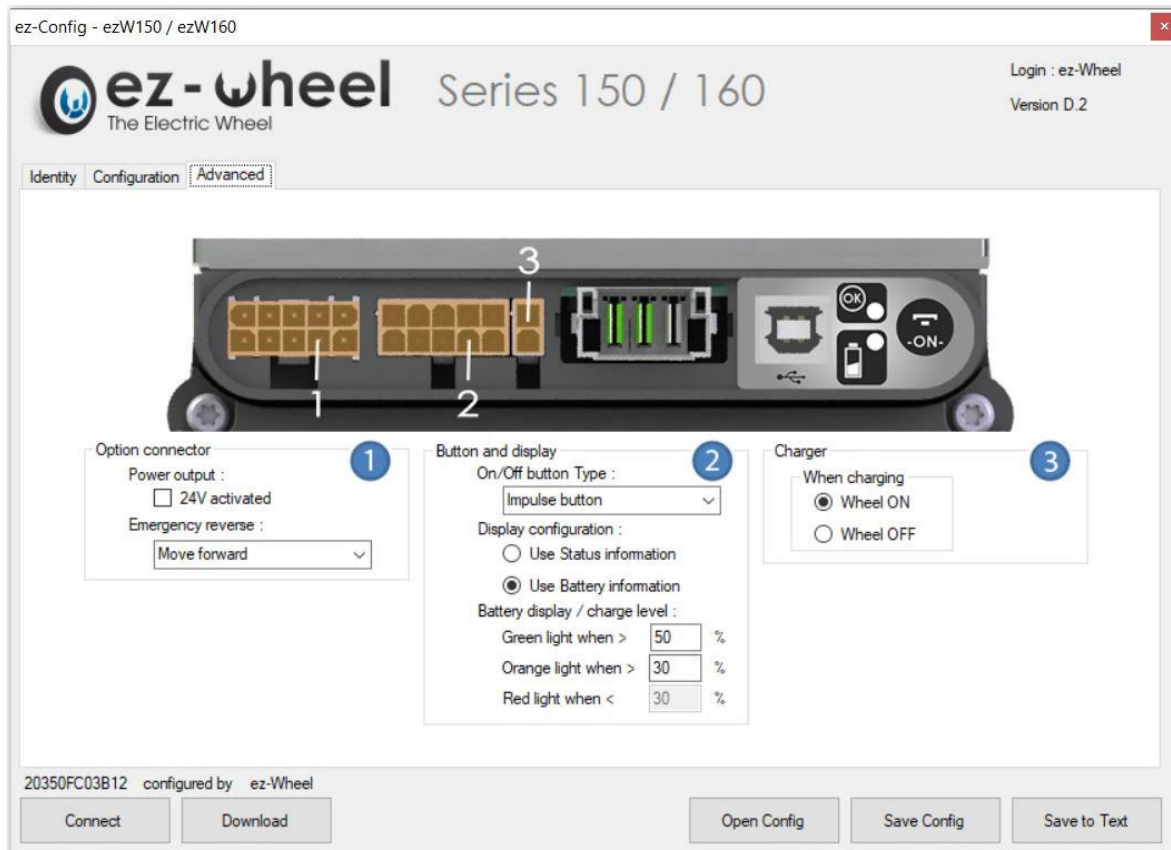 ez-Config - ezW150 / ezW160
ez-wheel
The Electric Wheel
Series 150 / 160
Login : ez-Wheel
Version D.2
Identity Configuration Advanced
3
OK
-ON-
1
2
Option connector
1
Power output :
24V activated
Emergency reverse :
Move forward
Button and display
2
On/Off button Type :
Impulse button
Display configuration :
Use Status information
Use Battery information
Battery display / charge level :
Green light when > 50 %
Orange light when > 30 %
Red light when < 30 %
Charger
3
When charging
Wheel ON
Wheel OFF
20350FC03B12 configured by ez-Wheel
Connect Download Open Config Save Config Save to Text